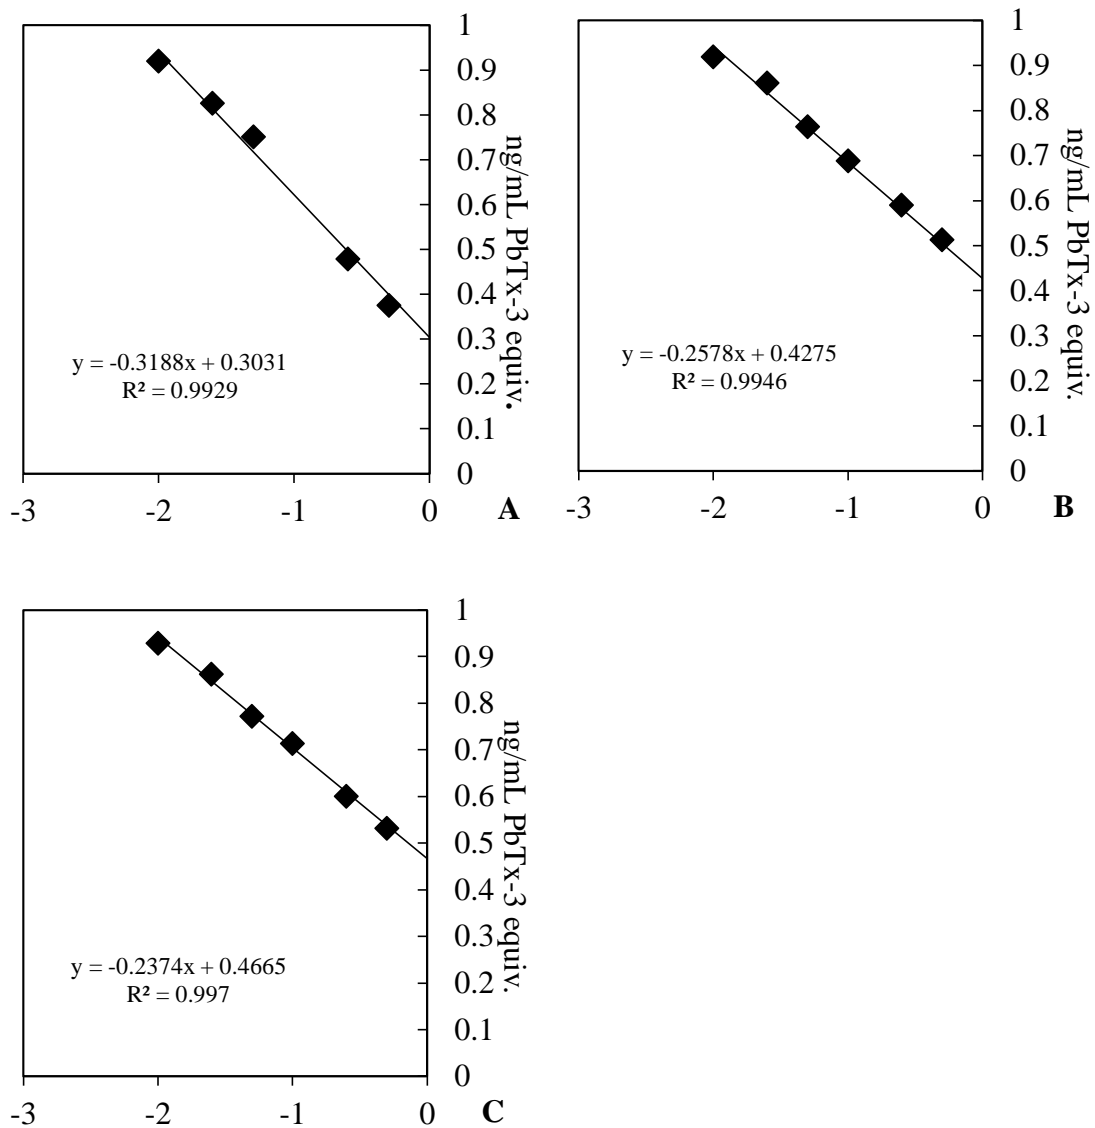 1
0.9
0.8
0.7
0.6
0.5
0.4
0.3
0.2
0.1
0
ng/mL PbTx-3 equiv.
y = -0.3188x + 0.3031
R² = 0.9929
-3 -2 -1 0
A
1
0.9
0.8
0.7
0.6
0.5
0.4
0.3
0.2
0.1
0
ng/mL PbTx-3 equiv.
y = -0.2578x + 0.4275
R² = 0.9946
-3 -2 -1 0
B
1
0.9
0.8
0.7
0.6
0.5
0.4
0.3
0.2
0.1
0
ng/mL PbTx-3 equiv.
y = -0.2374x + 0.4665
R² = 0.997
-3 -2 -1 0
C